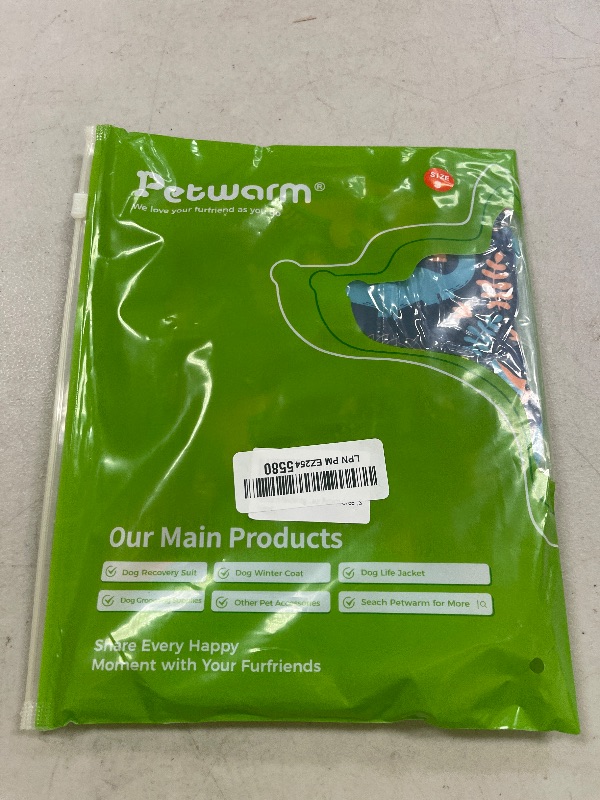 Petwarm®
We love your furfriend as you
SIZE
LPN PM EZ264 5580
Our Main Products
Dog Recovery Suit
Dog Winter Coat
Dog Life Jacket
Dog Grooming Supplies
Other Pet Accessories
Seach Petwarm for More
Share Every Happy
Moment with Your Furfriends